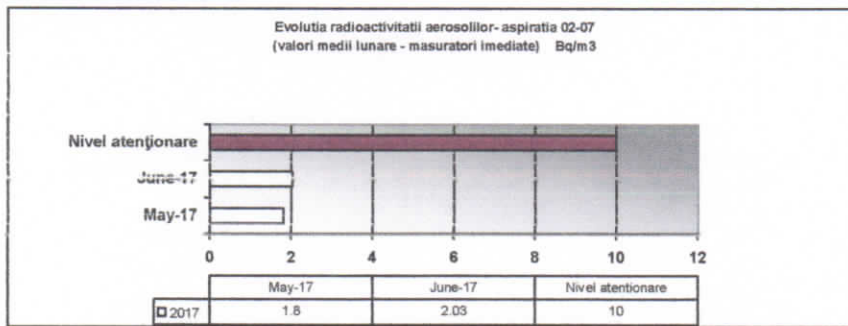 Evolutia radioactivitatii aerosolilor- aspiratia 02-07
(valori medii lunare - masuratori imediate) Bq/m3
Nivel atenţionare
June-17
May-17
0 2 4 6 8 10 12
May-17 June-17 Nivel atentionare
2017 1.8 2.03 10